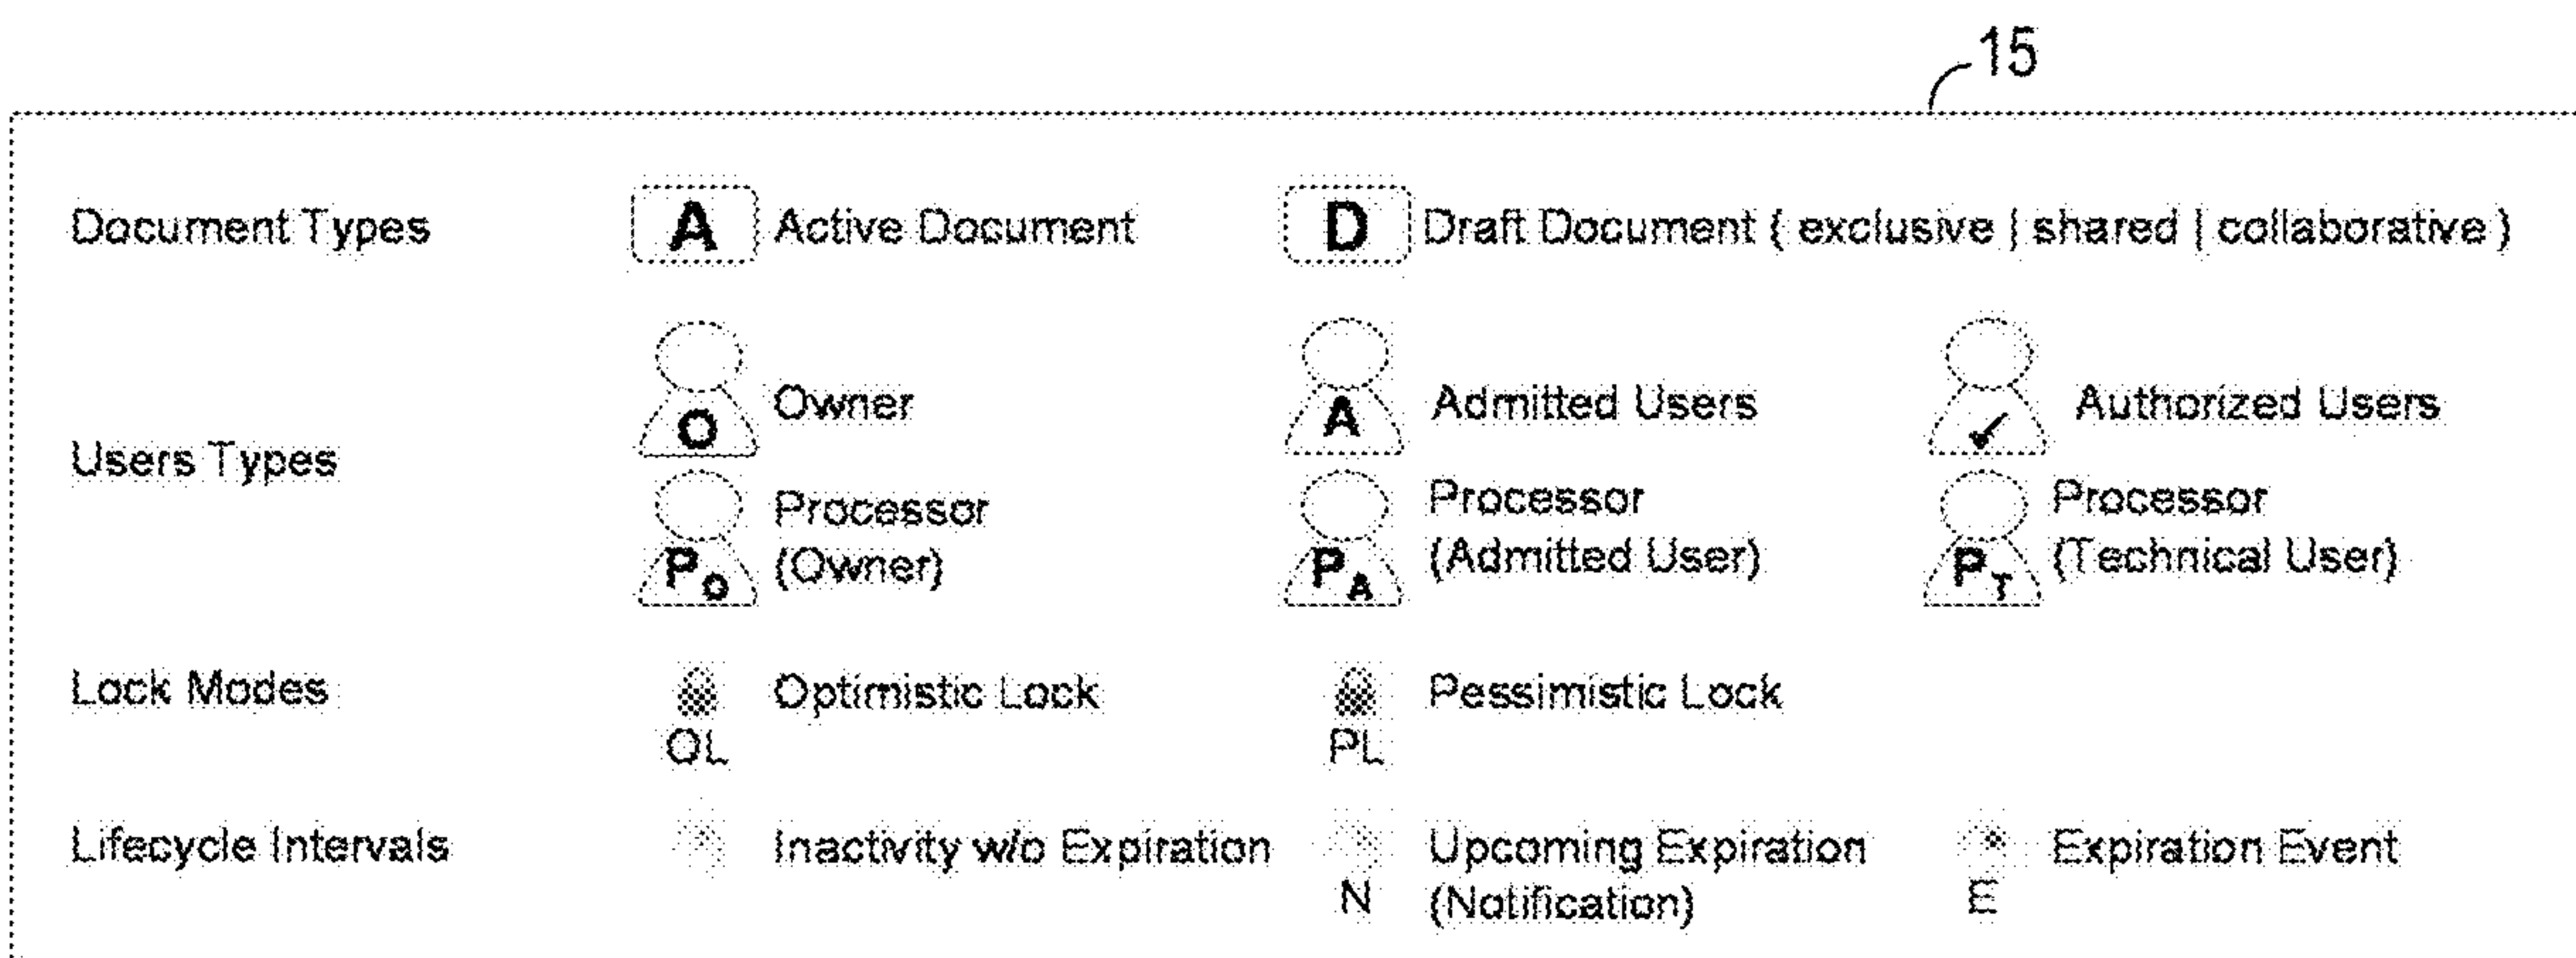 15
Document Types A Active Document D Draft Document ( exclusive | shared | collaborative )
O Owner A Admitted Users ✓ Authorized Users
Users Types
PO Processor (Owner) PA Processor (Admitted User) PT Processor (Technical User)
Lock Modes Optimistic Lock Pessimistic Lock
OL PL
Lifecycle Intervals Inactivity w/o Expiration Upcoming Expiration Expiration Event
N (Notification) E